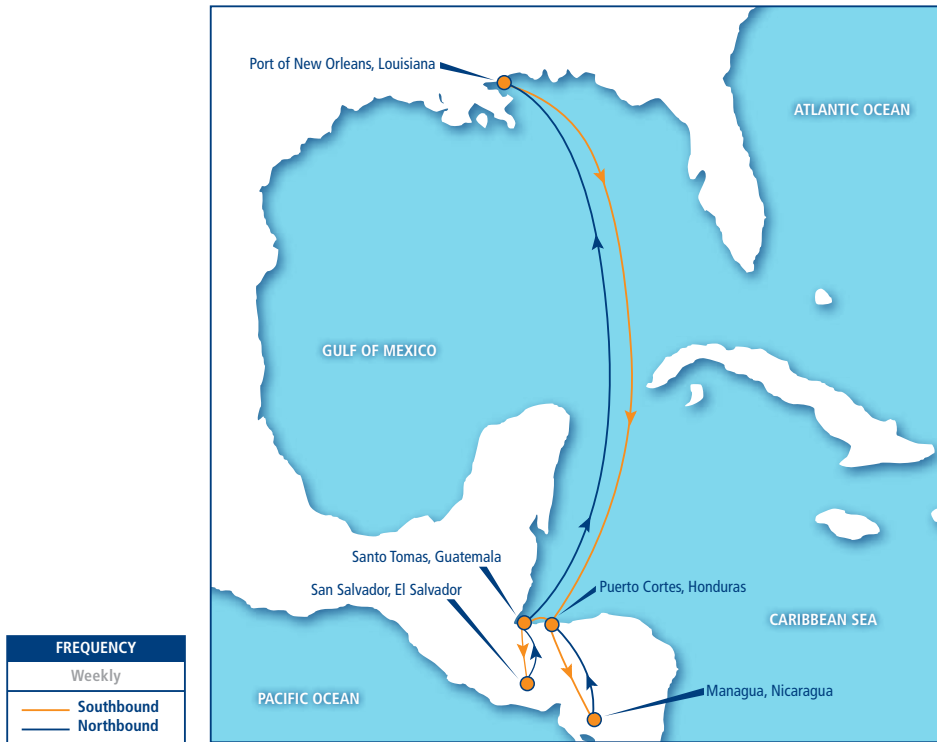 Port of New Orleans, Louisiana
ATLANTIC OCEAN
GULF OF MEXICO
Santo Tomas, Guatemala
San Salvador, El Salvador
Puerto Cortes, Honduras
CARIBBEAN SEA
FREQUENCY
Weekly
Southbound
Northbound
PACIFIC OCEAN
Managua, Nicaragua